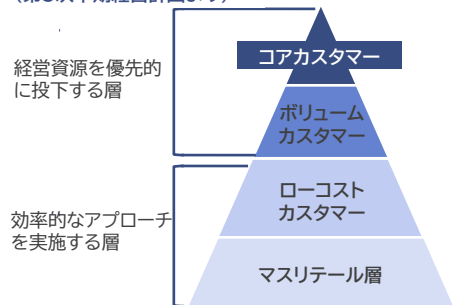 経営資源を優先的
に投下する層
コアカスタマー
ボリューム
カスタマー
効率的なアプローチ
を実施する層
ローコスト
カスタマー
マスリテール層